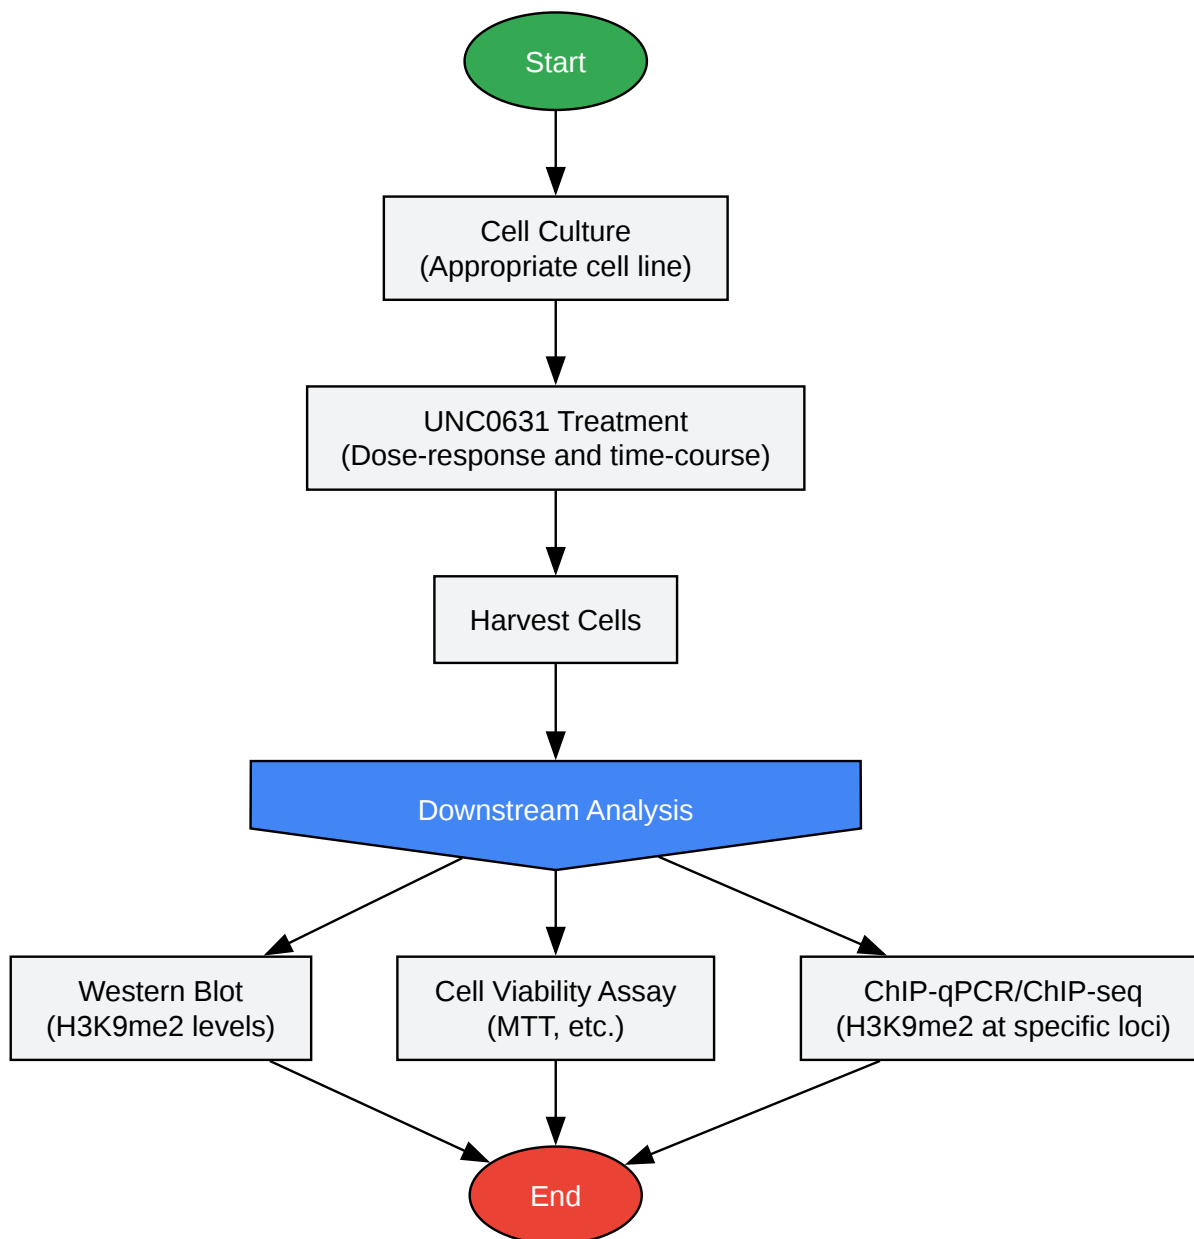 Start
Cell Culture
(Appropriate cell line)
UNC0631 Treatment
(Dose-response and time-course)
Harvest Cells
Downstream Analysis
Western Blot
(H3K9me2 levels)
Cell Viability Assay
(MTT, etc.)
ChIP-qPCR/ChIP-seq
(H3K9me2 at specific loci)
End